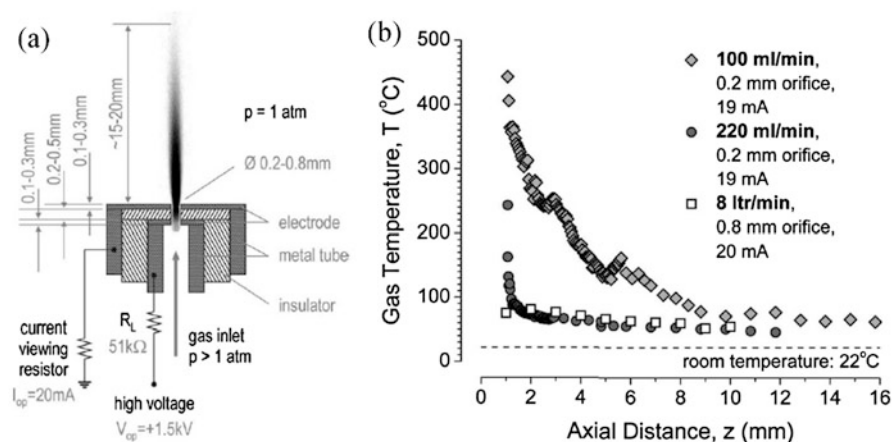 (a)
~15-20mm
0.1-0.3mm
0.2-0.5mm
0.1-0.3mm
p = 1 atm
Ø 0.2-0.8mm
electrode
metal tube
insulator
R_L
51kΩ
gas inlet
p > 1 atm
current
viewing
resistor
I_op=20mA
high voltage
V_op=+1.5kV
(b)
Gas Temperature, T (°C)
500
400
300
200
100
0
100 ml/min,
0.2 mm orifice,
19 mA
220 ml/min,
0.2 mm orifice,
19 mA
8 ltr/min,
0.8 mm orifice,
20 mA
room temperature: 22°C
0 2 4 6 8 10 12 14 16
Axial Distance, z (mm)